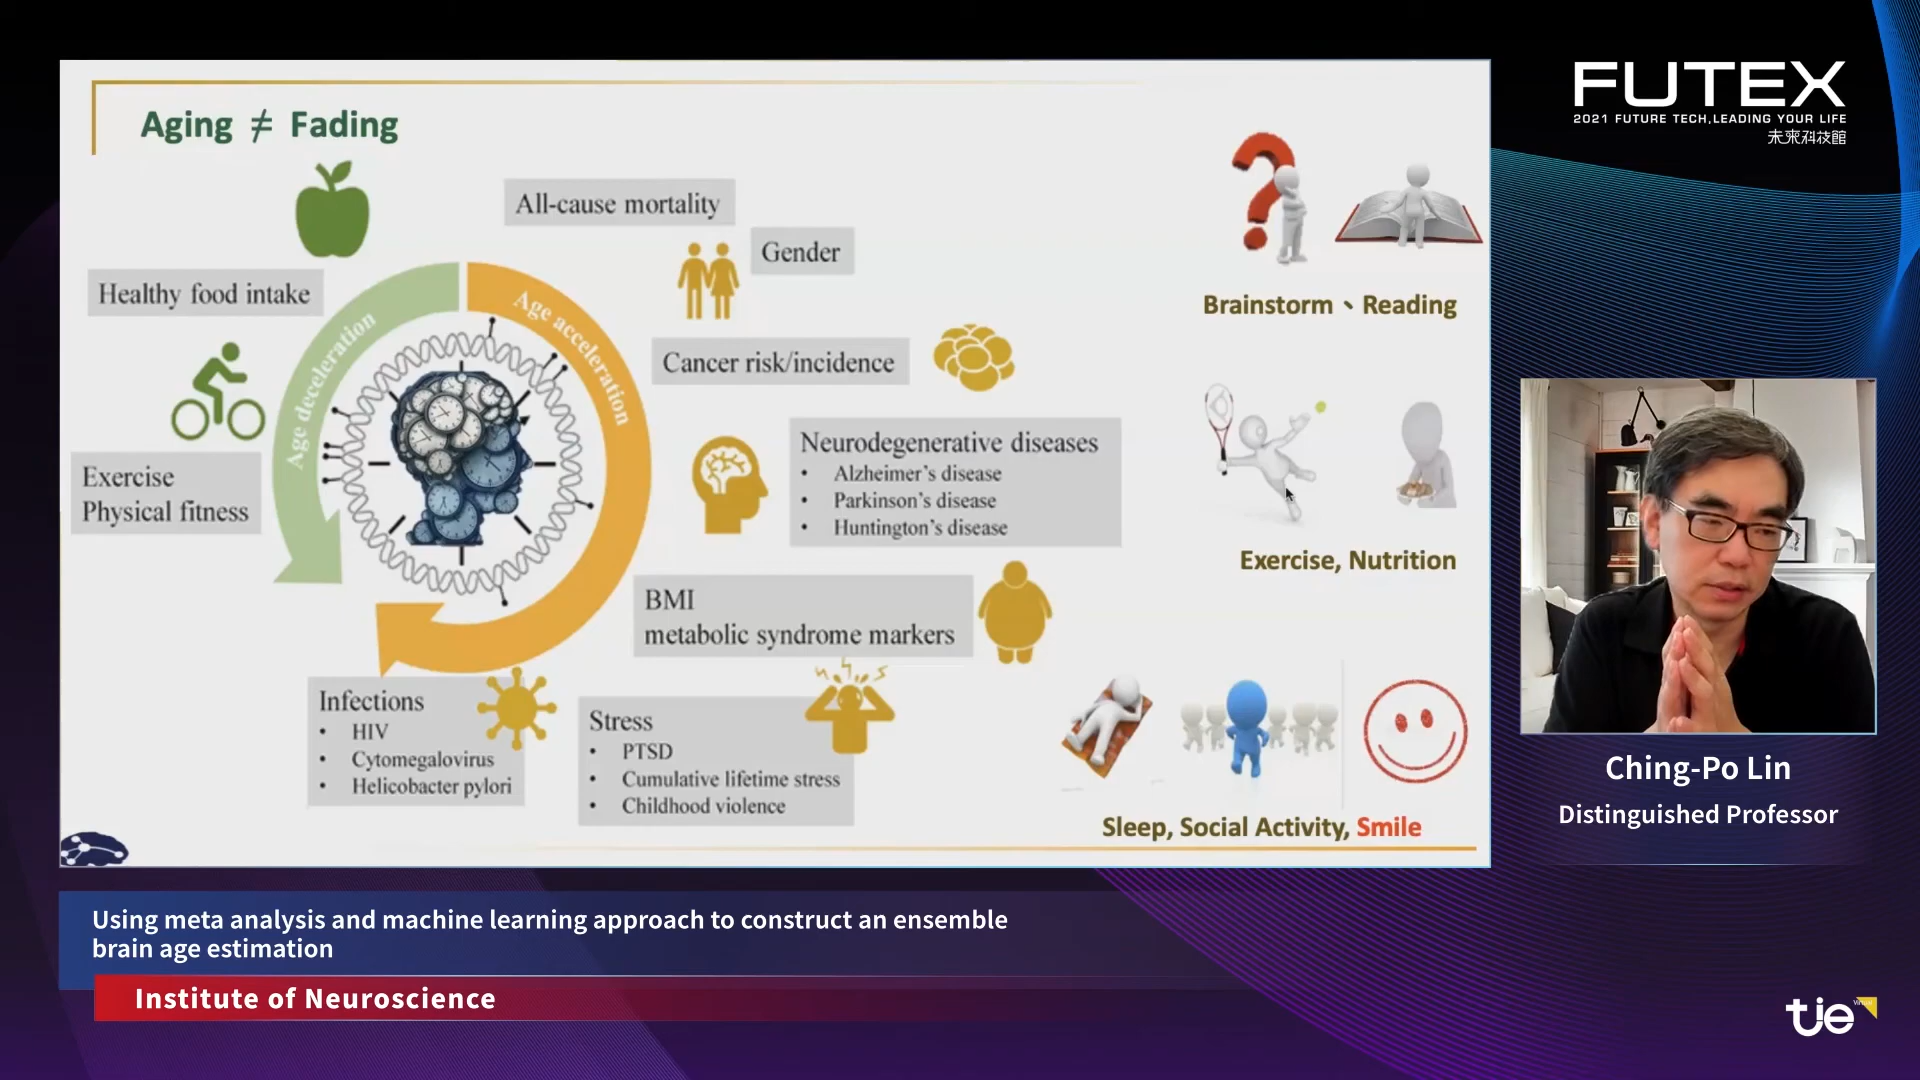 FUTEX
2021 FUTURE TECH,LEADING YOUR LIFE
未來科技館
Aging ≠ Fading
All-cause mortality
Gender
Healthy food intake
Age deceleration
Age acceleration
Cancer risk/incidence
Exercise
Physical fitness
Neurodegenerative diseases
• Alzheimer's disease
• Parkinson's disease
• Huntington's disease
BMI
metabolic syndrome markers
Infections
• HIV
• Cytomegalovirus
• Helicobacter pylori
Stress
• PTSD
• Cumulative lifetime stress
• Childhood violence
Brainstorm、Reading
Exercise, Nutrition
Sleep, Social Activity, Smile
Ching-Po Lin
Distinguished Professor
Using meta analysis and machine learning approach to construct an ensemble
brain age estimation
Institute of Neuroscience
tie
Virtual